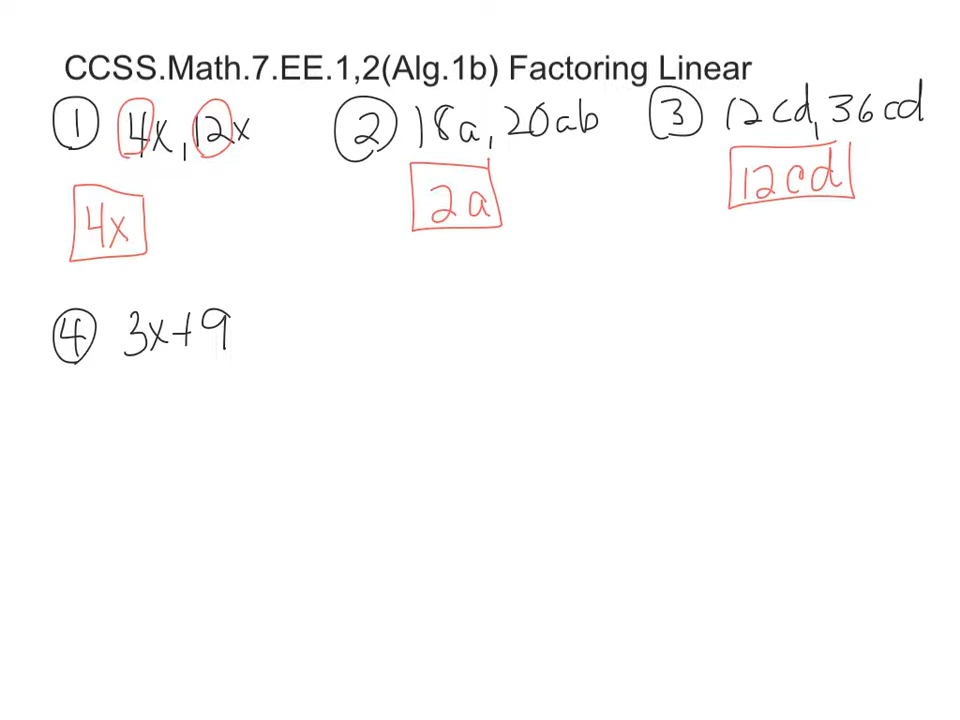 CCSS.Math.7.EE.1,2(Alg.1b) Factoring Linear
① 4x, 12x ② 18a, 20ab ③ 12cd, 36cd
4x 2a 12cd
④ 3x+9